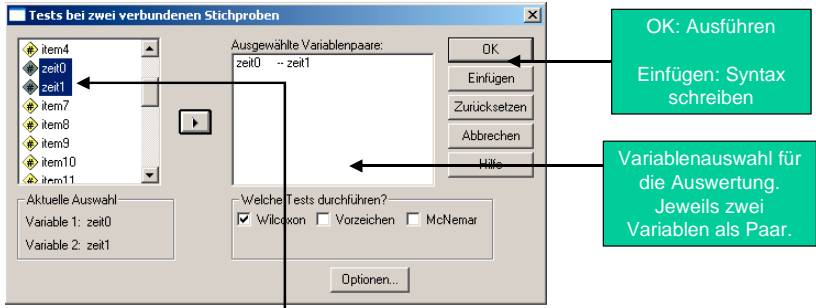 Tests bei zwei verbundenen Stichproben
item4
zeit0
zeit1
item7
item8
item9
item10
item11
Ausgewählte Variablenpaare:
zeit0 -- zeit1
OK
Einfügen
Zurücksetzen
Abbrechen
Hilfe
Aktuelle Auswahl
Variable 1: zeit0
Variable 2: zeit1
Welche Tests durchführen?
Wilcoxon Vorzeichen McNemar
Optionen...
OK: Ausführen
Einfügen: Syntax
schreiben
Variablenauswahl für
die Auswertung.
Jeweils zwei
Variablen als Paar.